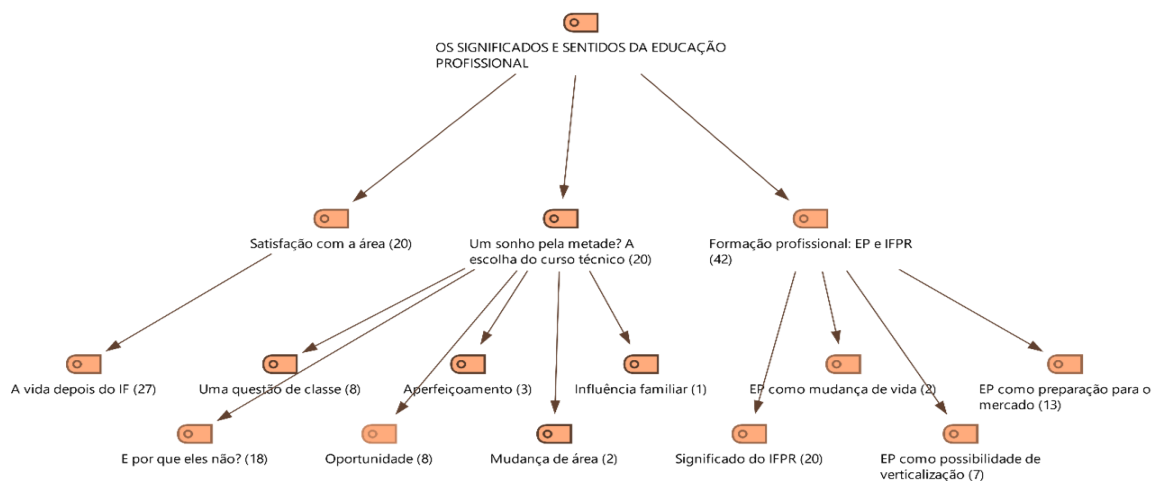 OS SIGNIFICADOS E SENTIDOS DA EDUCAÇÃO
PROFISSIONAL
Satisfação com a área (20)
Um sonho pela metade? A
escolha do curso técnico (20)
Formação profissional: EP e IFPR
(42)
A vida depois do IF (27)
Uma questão de classe (8)
Aperfeiçoamento (3)
Influência familiar (1)
EP como mudança de vida (2)
EP como preparação para o
mercado (13)
E por que eles não? (18)
Oportunidade (8)
Mudança de área (2)
Significado do IFPR (20)
EP como possibilidade de
verticalização (7)